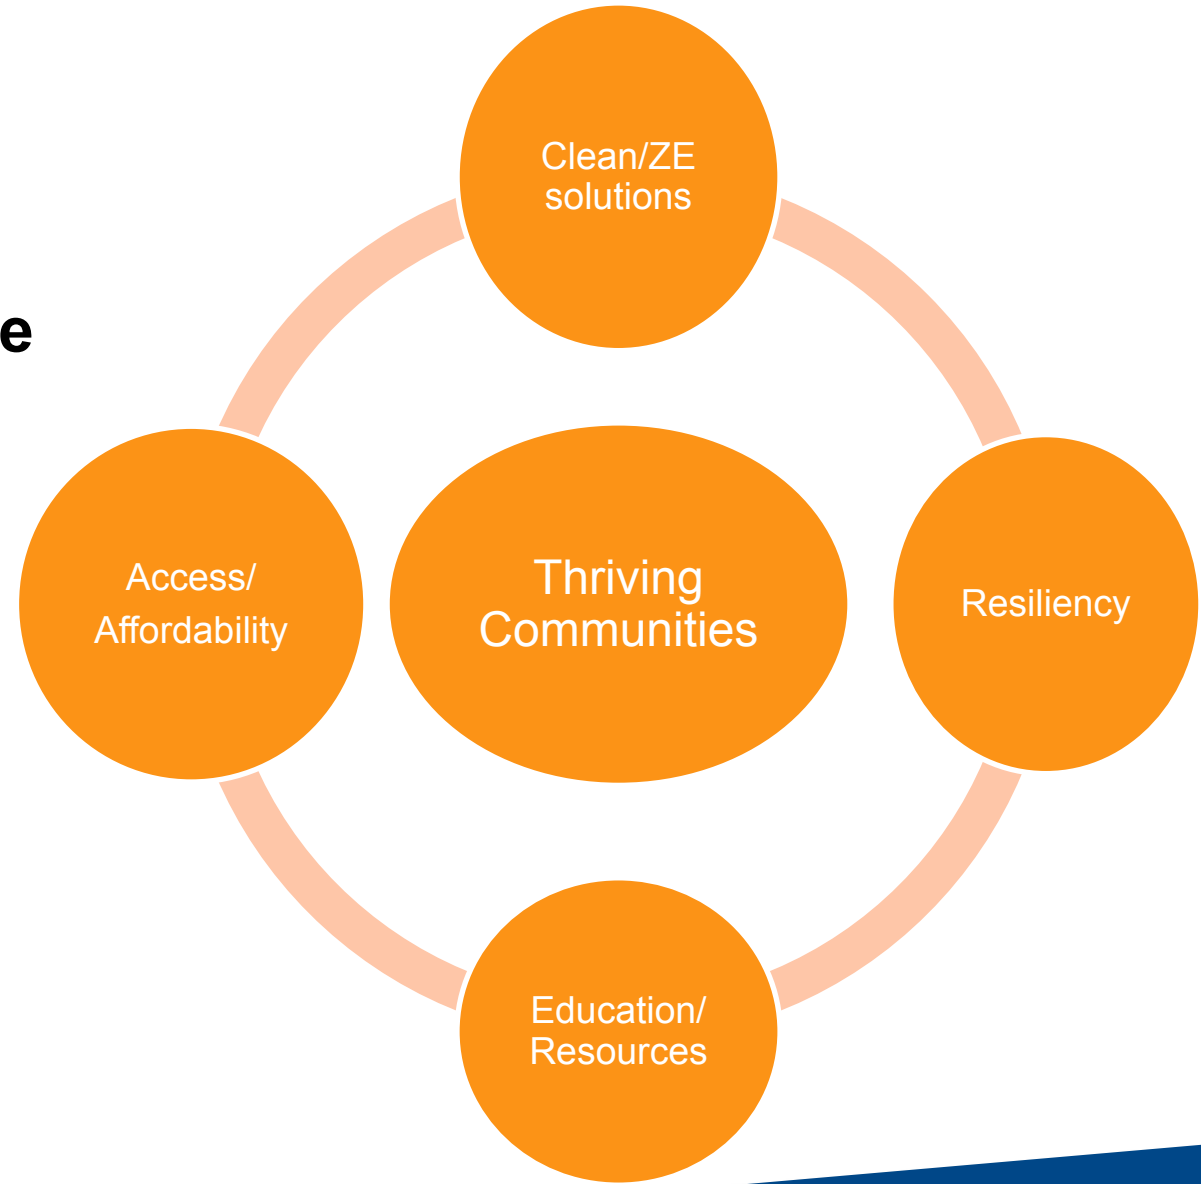 Clean/ZE
solutions
e
Access/
Affordability
Thriving
Communities
Resiliency
Education/
Resources